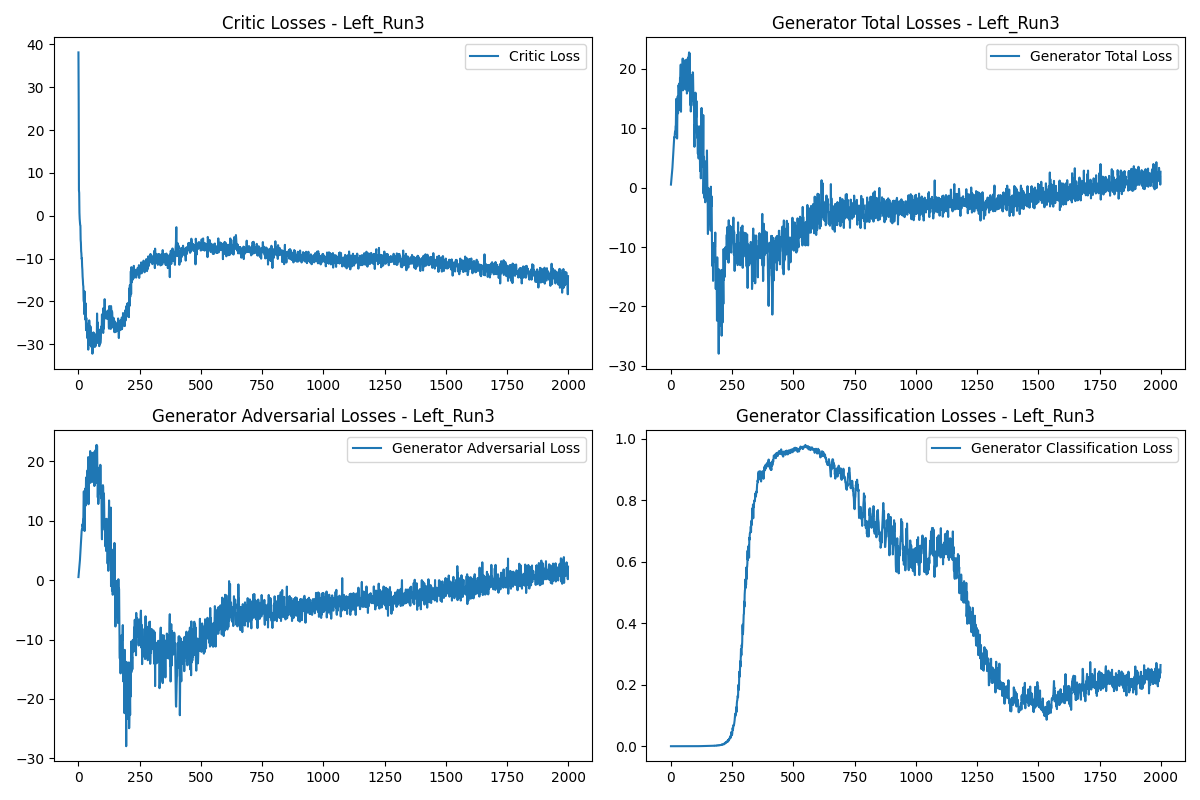 Critic Losses - Left_Run3
Generator Total Losses - Left_Run3
40
30
20
10
0
−10
−20
−30
Critic Loss
0 250 500 750 1000 1250 1500 1750 2000
20
10
0
−10
−20
−30
Generator Total Loss
0 250 500 750 1000 1250 1500 1750 2000
Generator Adversarial Losses - Left_Run3
Generator Classification Losses - Left_Run3
20
10
0
−10
−20
−30
Generator Adversarial Loss
0 250 500 750 1000 1250 1500 1750 2000
1.0
0.8
0.6
0.4
0.2
0.0
Generator Classification Loss
0 250 500 750 1000 1250 1500 1750 2000